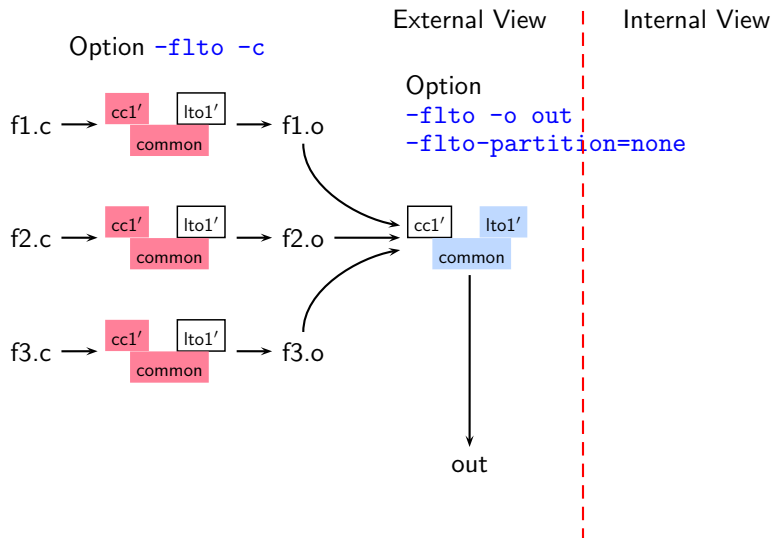 External View
Internal View
Option -flto -c
Option
-flto -o out
-flto-partition=none
f1.c
cc1′
lto1′
common
f1.o
f2.c
cc1′
lto1′
common
f2.o
cc1′
lto1′
common
f3.c
cc1′
lto1′
common
f3.o
out